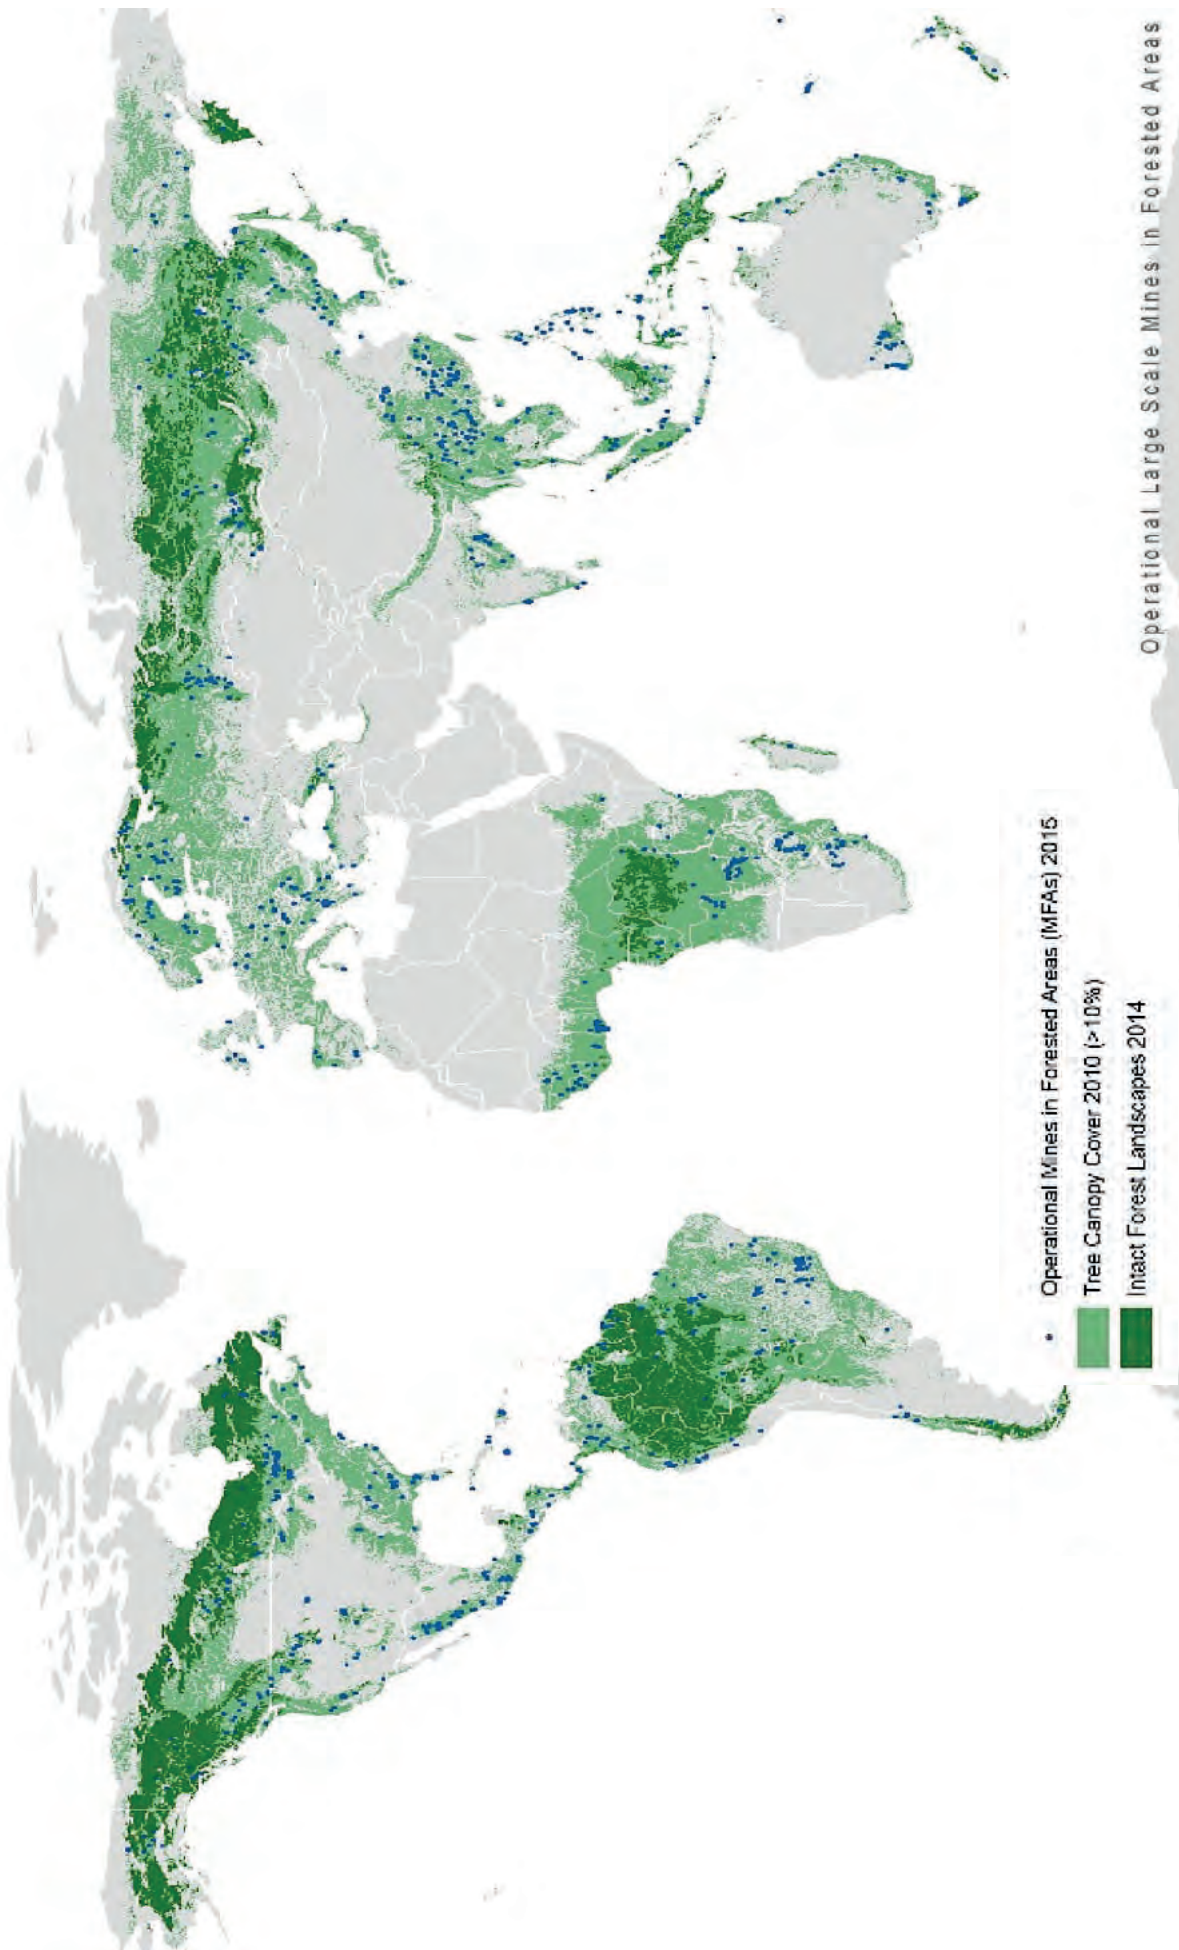 Operational Large Scale Mines in Forested Areas
Operational Mines in Forested Areas (MFAs) 2015
Tree Canopy Cover 2010 (>10%)
Intact Forest Landscapes 2014